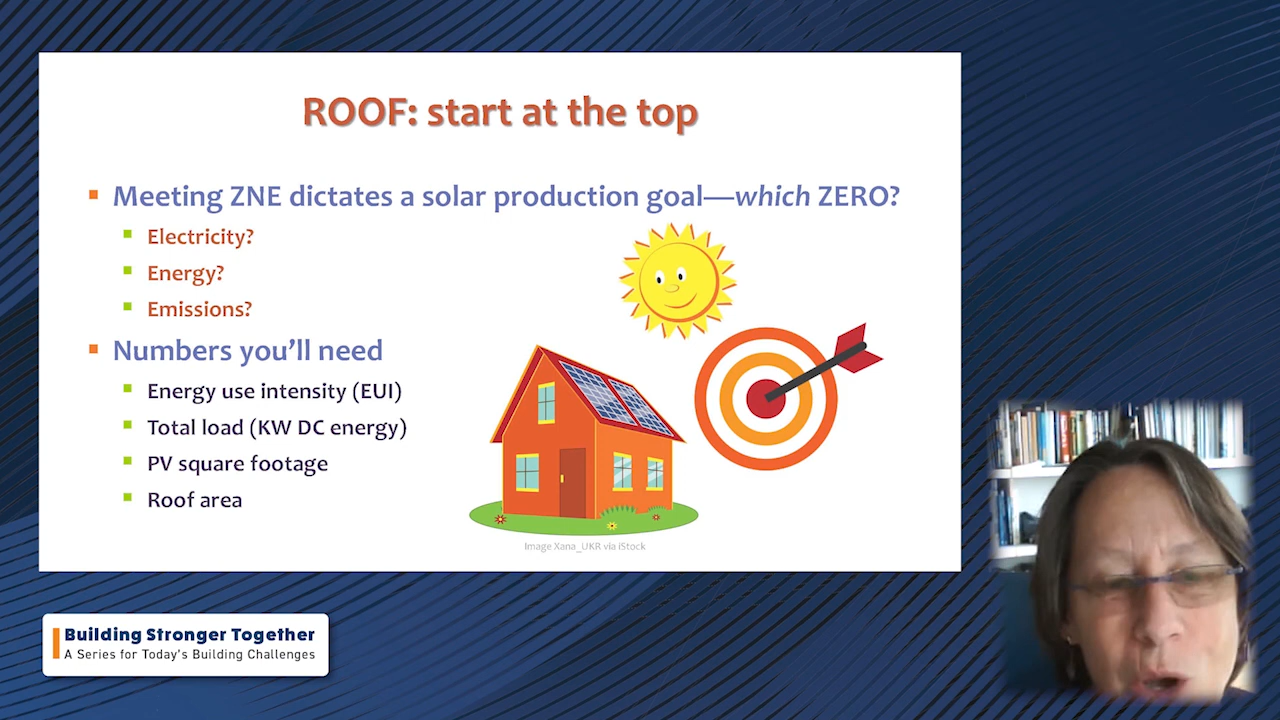 ROOF: start at the top
Meeting ZNE dictates a solar production goal—which ZERO?
Electricity?
Energy?
Emissions?
Numbers you’ll need
Energy use intensity (EUI)
Total load (KW DC energy)
PV square footage
Roof area
Image Xana_UKR via iStock
Building Stronger Together
A Series for Today's Building Challenges